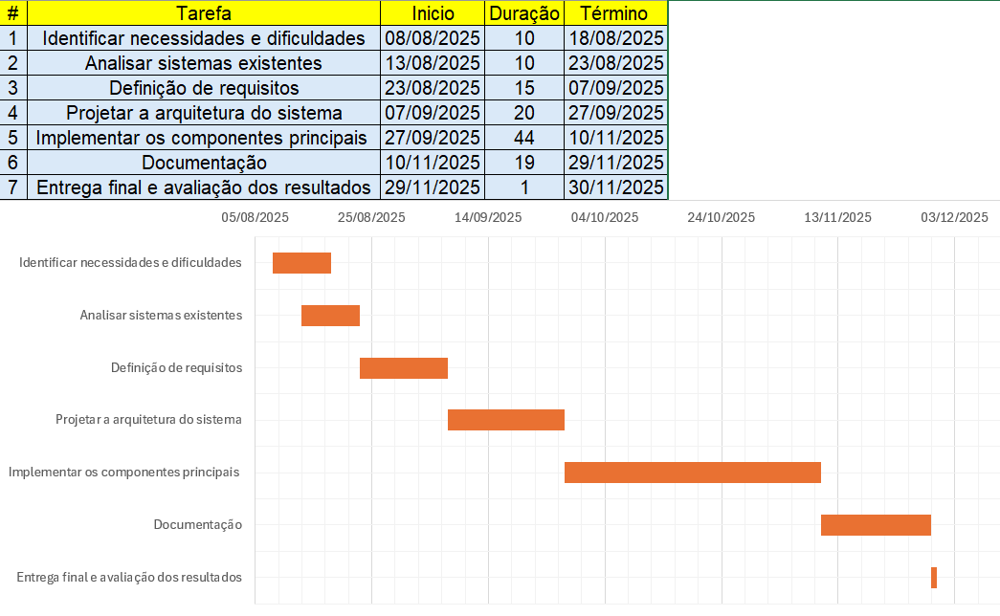 # Tarefa Inicio Duração Término
1 Identificar necessidades e dificuldades 08/08/2025 10 18/08/2025
2 Analisar sistemas existentes 13/08/2025 10 23/08/2025
3 Definição de requisitos 23/08/2025 15 07/09/2025
4 Projetar a arquitetura do sistema 07/09/2025 20 27/09/2025
5 Implementar os componentes principais 27/09/2025 44 10/11/2025
6 Documentação 10/11/2025 19 29/11/2025
7 Entrega final e avaliação dos resultados 29/11/2025 1 30/11/2025
05/08/2025 25/08/2025 14/09/2025 04/10/2025 24/10/2025 13/11/2025 03/12/2025
Identificar necessidades e dificuldades
Analisar sistemas existentes
Definição de requisitos
Projetar a arquitetura do sistema
Implementar os componentes principais
Documentação
Entrega final e avaliação dos resultados